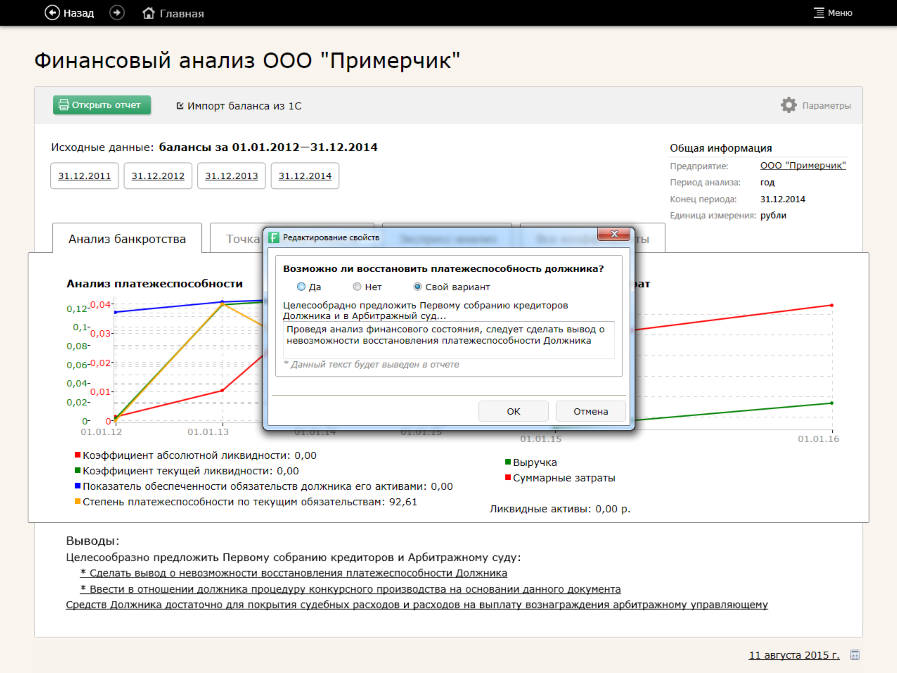 Назад
Главная
Меню
Финансовый анализ ООО "Примерчик"
Открыть отчет
Импорт баланса из 1С
Параметры
Исходные данные: балансы за 01.01.2012—31.12.2014
31.12.2011 31.12.2012 31.12.2013 31.12.2014
Общая информация
Предприятие: ООО "Примерчик"
Период анализа: год
Конец периода: 31.12.2014
Единица измерения: рубли
Анализ банкротства
Точка
Редактирование свойств
Возможно ли восстановить платежеспособность должника?
Да Нет Свой вариант
Целесообрадно предложить Первому собранию кредиторов
Должника и в Арбитражный суд...
Проведя анализ финансового состояния, следует сделать вывод о
невозможности восстановления платежеспособности Должника
* Данный текст будет выведен в отчете
OK Отмена
Анализ платежеспособности
0,12 0,04
0,1 0,03
0,08
0,06 0,02
0,04 0,01
0,02
0 0
01.01.12 01.01.13 01.01.14 01.01.15
01.01.15 01.01.16
Коэффициент абсолютной ликвидности: 0,00
Коэффициент текущей ликвидности: 0,00
Показатель обеспеченности обязательств должника его активами: 0,00
Степень платежеспособности по текущим обязательствам: 92,61
Выручка
Суммарные затраты
Ликвидные активы: 0,00 р.
Выводы:
Целесообразно предложить Первому собранию кредиторов и Арбитражному суду:
* Сделать вывод о невозможности восстановления платежеспособности Должника
* Ввести в отношении должника процедуру конкурсного производства на основании данного документа
Средств Должника достаточно для покрытия судебных расходов и расходов на выплату вознаграждения арбитражному управляющему
11 августа 2015 г.